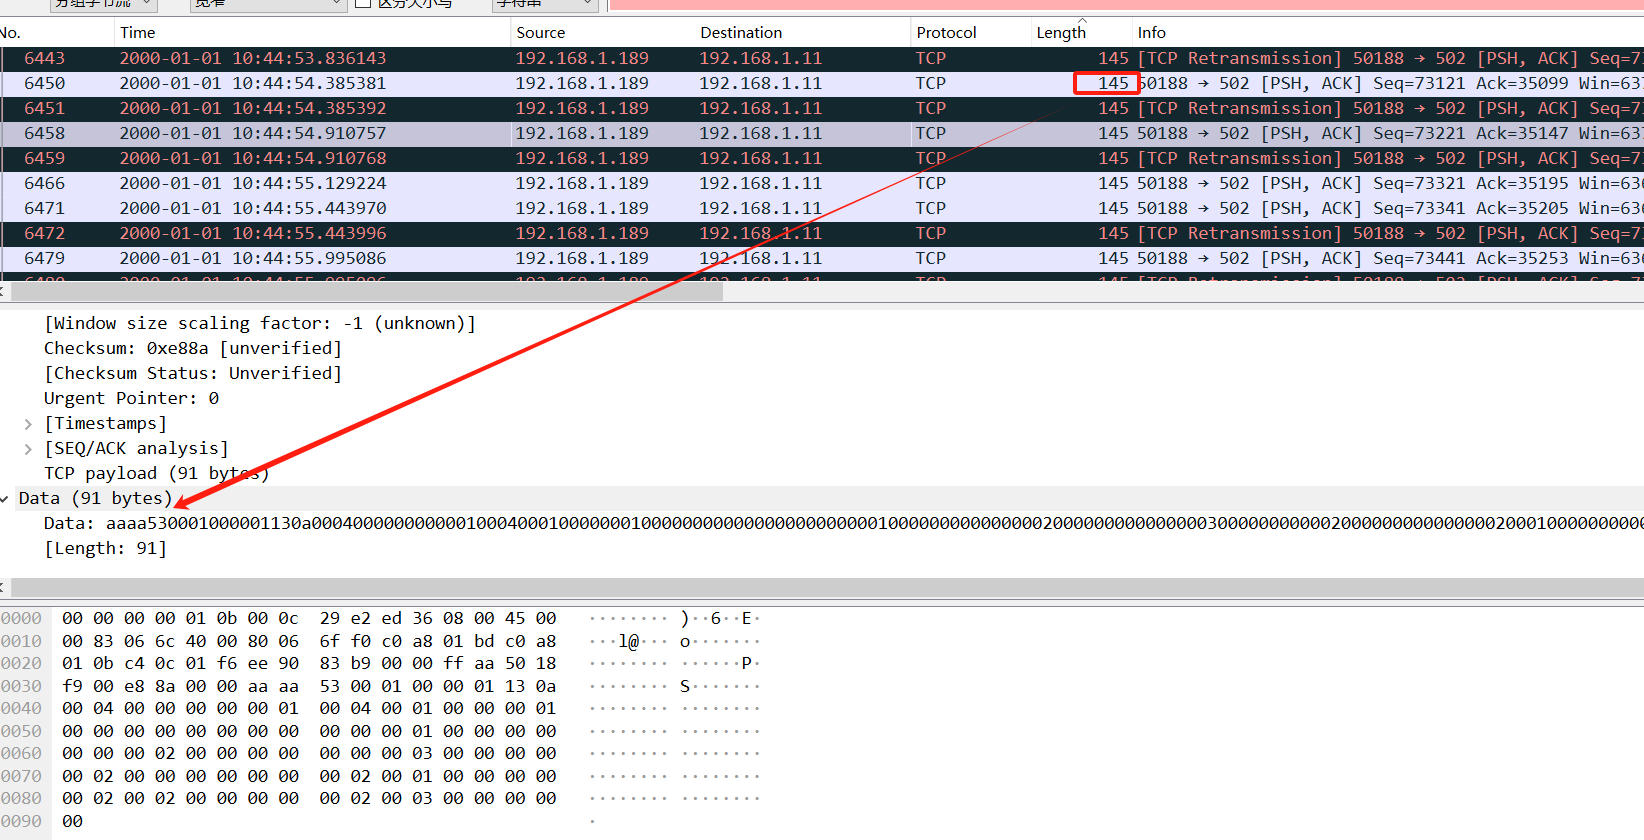 分组字节流 宽窄 区分大小写 字符串
No. Time Source Destination Protocol Length Info
6443 2000-01-01 10:44:53.836143 192.168.1.189 192.168.1.11 TCP 145 [TCP Retransmission] 50188 → 502 [PSH, ACK] Seq=7
6450 2000-01-01 10:44:54.385381 192.168.1.189 192.168.1.11 TCP 145 50188 → 502 [PSH, ACK] Seq=73121 Ack=35099 Win=637
6451 2000-01-01 10:44:54.385392 192.168.1.189 192.168.1.11 TCP 145 [TCP Retransmission] 50188 → 502 [PSH, ACK] Seq=7
6458 2000-01-01 10:44:54.910757 192.168.1.189 192.168.1.11 TCP 145 50188 → 502 [PSH, ACK] Seq=73221 Ack=35147 Win=637
6459 2000-01-01 10:44:54.910768 192.168.1.189 192.168.1.11 TCP 145 [TCP Retransmission] 50188 → 502 [PSH, ACK] Seq=7
6466 2000-01-01 10:44:55.129224 192.168.1.189 192.168.1.11 TCP 145 50188 → 502 [PSH, ACK] Seq=73321 Ack=35195 Win=636
6471 2000-01-01 10:44:55.443970 192.168.1.189 192.168.1.11 TCP 145 50188 → 502 [PSH, ACK] Seq=73341 Ack=35205 Win=636
6472 2000-01-01 10:44:55.443996 192.168.1.189 192.168.1.11 TCP 145 [TCP Retransmission] 50188 → 502 [PSH, ACK] Seq=7
6479 2000-01-01 10:44:55.995086 192.168.1.189 192.168.1.11 TCP 145 50188 → 502 [PSH, ACK] Seq=73441 Ack=35253 Win=636
[Window size scaling factor: -1 (unknown)]
Checksum: 0xe88a [unverified]
[Checksum Status: Unverified]
Urgent Pointer: 0
[Timestamps]
[SEQ/ACK analysis]
TCP payload (91 bytes)
Data (91 bytes)
Data: aaaa530001000001130a0004000000000001000400010000000100000000000000000000000100000000000000020000000000000003000000000002000000000000000200010000000000
[Length: 91]
0000 00 00 00 00 01 0b 00 0c 29 e2 ed 36 08 00 45 00 ········ )··6··E·
0010 00 83 06 6c 40 00 80 06 6f f0 c0 a8 01 bd c0 a8 ···l@··· o·······
0020 01 0b c4 0c 01 f6 ee 90 83 b9 00 00 ff aa 50 18 ········ ······P·
0030 f9 00 e8 8a 00 00 aa aa 53 00 01 00 00 01 13 0a ········ S·······
0040 00 04 00 00 00 00 00 01 00 04 00 01 00 00 00 01 ········ ········
0050 00 00 00 00 00 00 00 00 00 00 00 01 00 00 00 00 ········ ········
0060 00 00 00 02 00 00 00 00 00 00 00 03 00 00 00 00 ········ ········
0070 00 02 00 00 00 00 00 00 00 02 00 01 00 00 00 00 ········ ········
0080 00 02 00 02 00 00 00 00 00 02 00 03 00 00 00 00 ········ ········
0090 00 ·